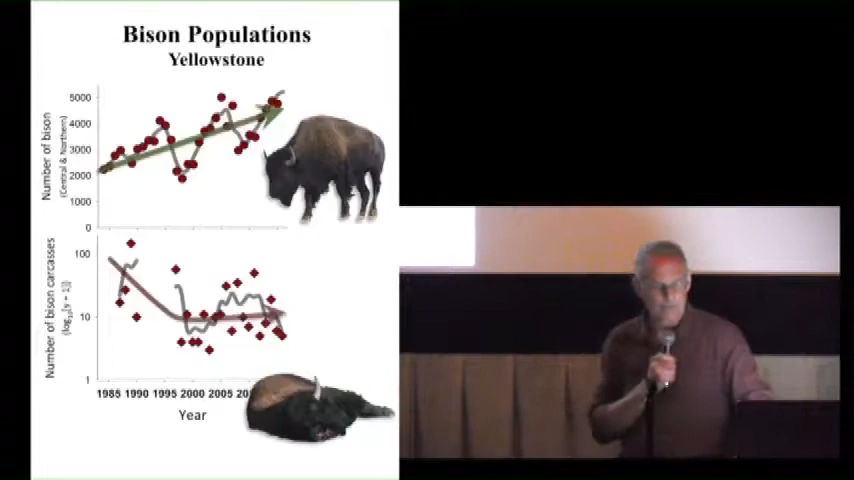 Bison Populations
Yellowstone
Number of bison
(Central & Northern)
5000
4000
3000
2000
1000
0
Number of bison carcasses
(log₁₀[y − 1])
100
10
1
1985 1990 1995 2000 2005
Year